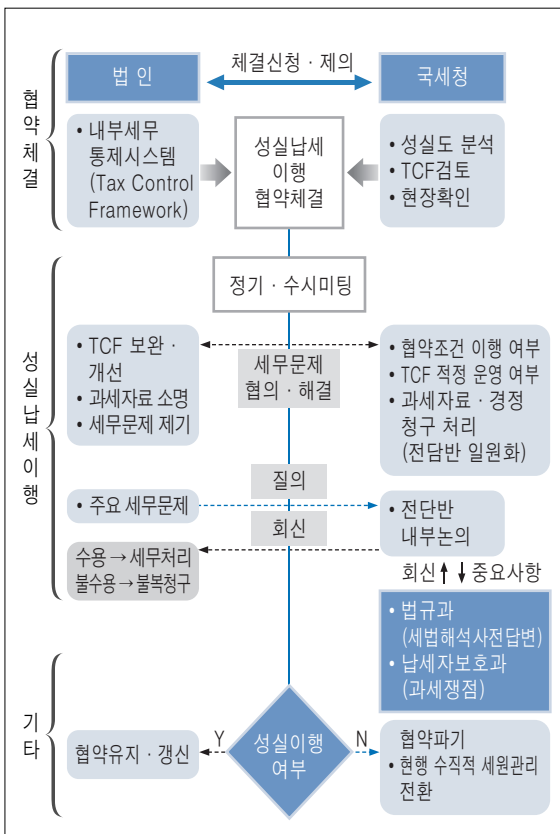 협약체결
법 인
체결신청 · 제의
국세청
• 내부세무
통제시스템
(Tax Control
Framework)
성실납세
이행
협약체결
• 성실도 분석
• TCF검토
• 현장확인
성실납세이행
정기 · 수시미팅
• TCF 보완 ·
개선
• 과세자료 소명
• 세무문제 제기
세무문제
협의 · 해결
• 협약조건 이행 여부
• TCF 적정 운영 여부
• 과세자료 · 경정
청구 처리
(전담반 일원화)
질의
• 주요 세무문제
• 전단반
내부논의
회신
수용 → 세무처리
불수용 → 불복청구
회신 ↑ ↓ 중요사항
• 법규과
(세법해석사전답변)
• 납세자보호과
(과세쟁점)
기타
협약유지 · 갱신
Y
성실이행
여부
N
협약파기
• 현행 수직적 세원관리
전환